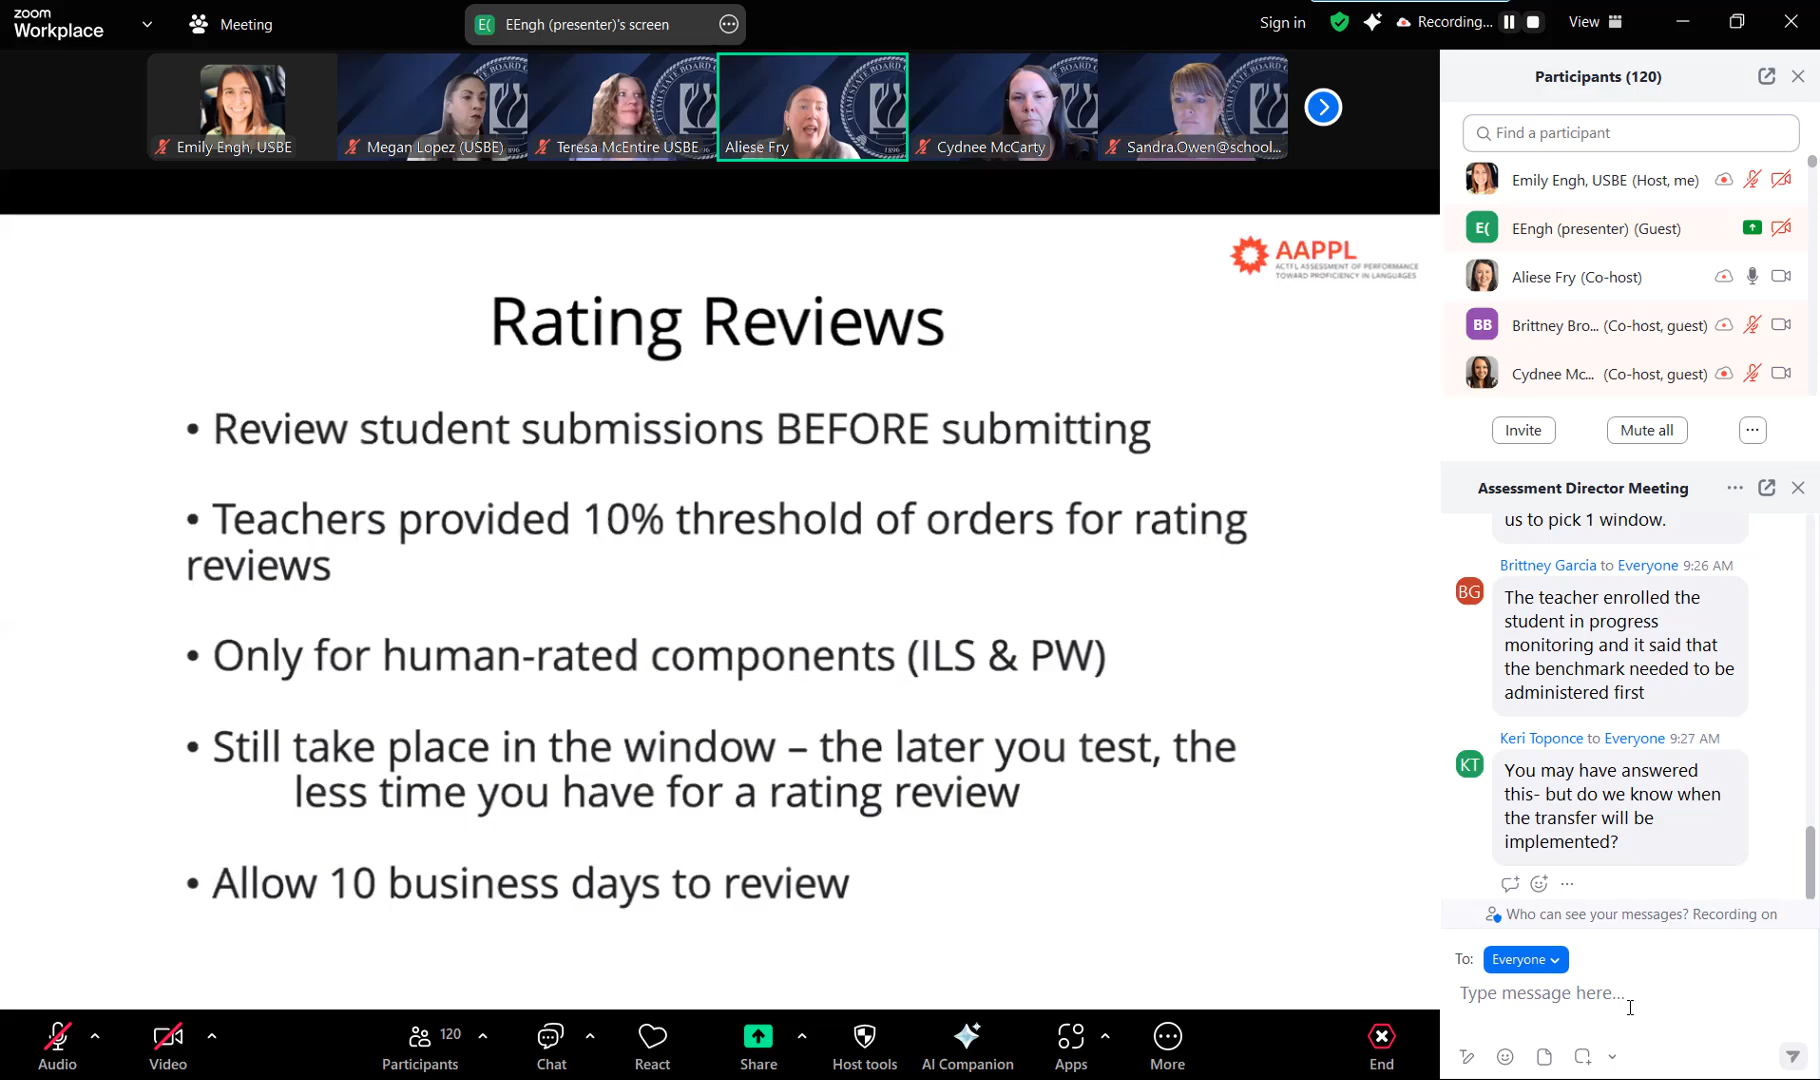 zoom
Workplace
Meeting
E( EEngh (presenter)'s screen
Sign in
Recording...
View
Emily Engh, USBE
Megan Lopez (USBE)
Teresa McEntire USBE
Aliese Fry
Cydnee McCarty
Sandra.Owen@school...
AAPPL
ACTFL ASSESSMENT OF PERFORMANCE
TOWARD PROFICIENCY IN LANGUAGES
Rating Reviews
• Review student submissions BEFORE submitting
• Teachers provided 10% threshold of orders for rating
reviews
• Only for human-rated components (ILS & PW)
• Still take place in the window – the later you test, the
less time you have for a rating review
• Allow 10 business days to review
Participants (120)
Find a participant
Emily Engh, USBE (Host, me)
E( EEngh (presenter) (Guest)
Aliese Fry (Co-host)
BB Brittney Bro... (Co-host, guest)
Cydnee Mc... (Co-host, guest)
Invite
Mute all
Assessment Director Meeting
us to pick 1 window.
Brittney Garcia to Everyone 9:26 AM
BG
The teacher enrolled the
student in progress
monitoring and it said that
the benchmark needed to be
administered first
Keri Toponce to Everyone 9:27 AM
KT
You may have answered
this- but do we know when
the transfer will be
implemented?
Who can see your messages? Recording on
To: Everyone
Type message here...
Audio
Video
Participants 120
Chat
React
Share
Host tools
AI Companion
Apps
More
End